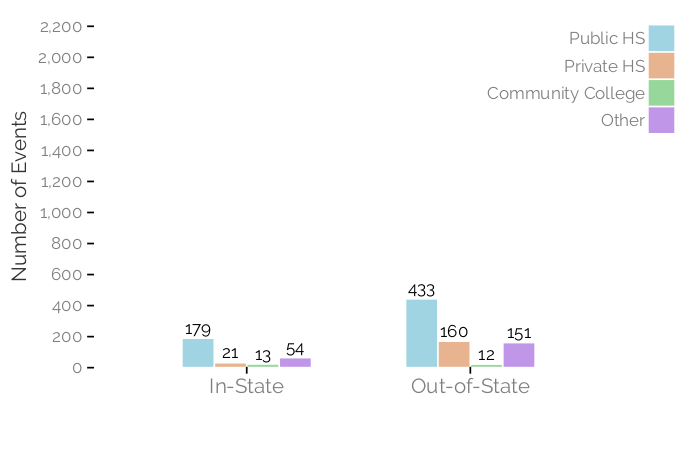 2,200
2,000
1,800
1,600
1,400
1,200
1,000
800
600
400
200
0
Number of Events
Public HS
Private HS
Community College
Other
179
21
13
54
433
160
12
151
In-State
Out-of-State